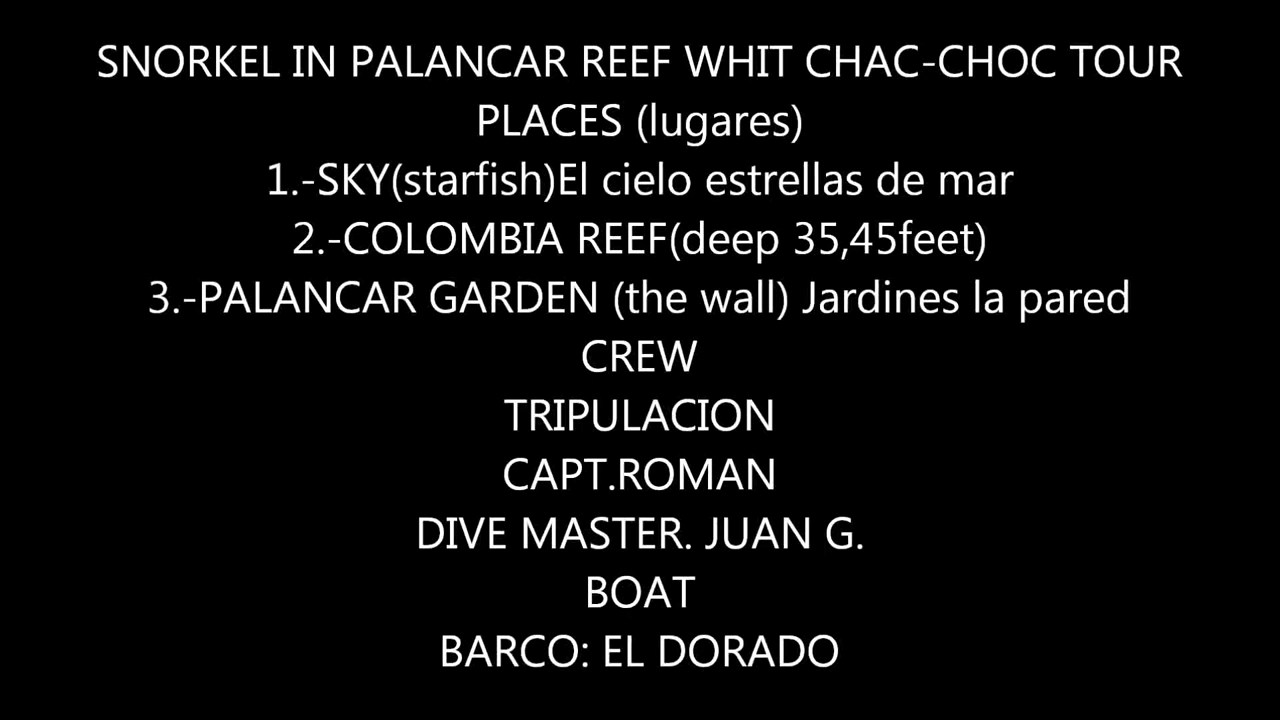 SNORKEL IN PALANCAR REEF WHIT CHAC-CHOC TOUR
PLACES (lugares)
1.-SKY(starfish)El cielo estrellas de mar
2.-COLOMBIA REEF(deep 35,45feet)
3.-PALANCAR GARDEN (the wall) Jardines la pared
CREW
TRIPULACION
CAPT.ROMAN
DIVE MASTER. JUAN G.
BOAT
BARCO: EL DORADO